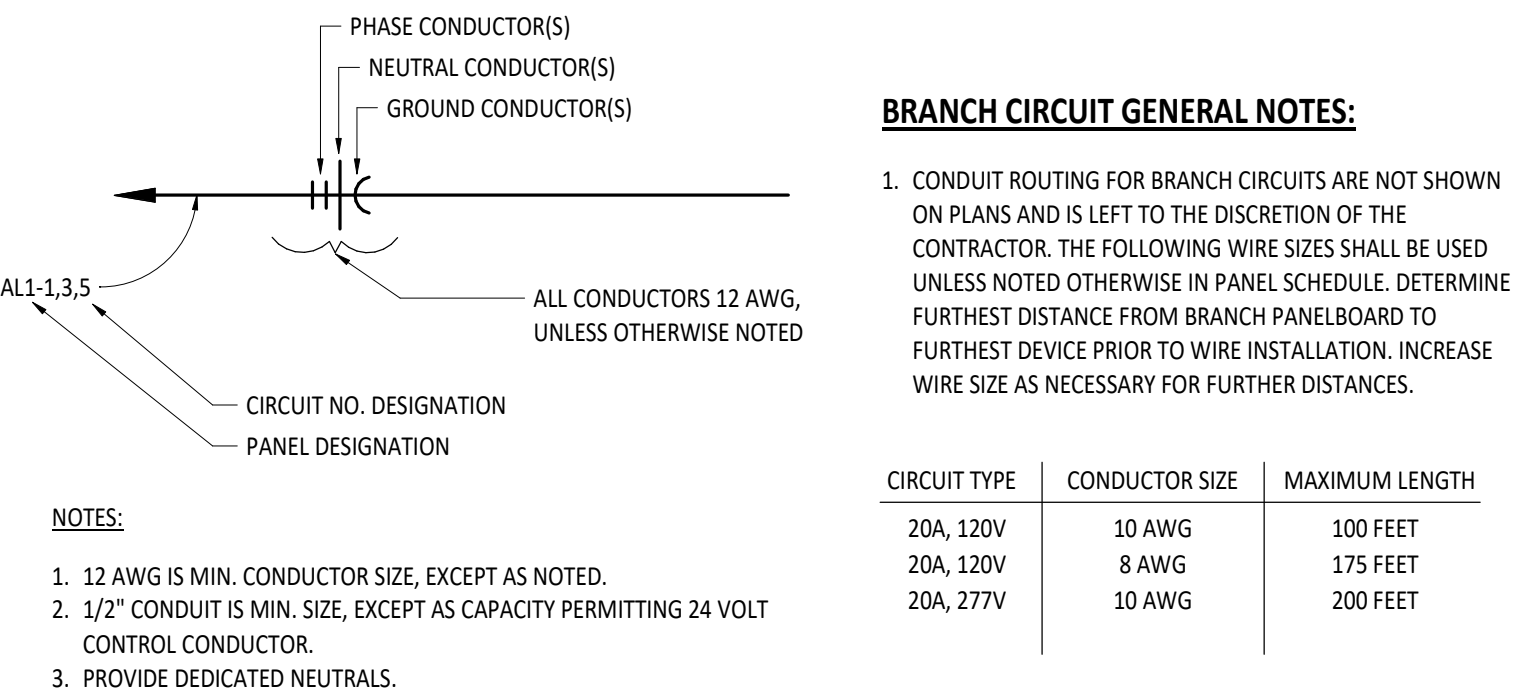 PHASE CONDUCTOR(S)
NEUTRAL CONDUCTOR(S)
GROUND CONDUCTOR(S)
AL1-1,3,5
ALL CONDUCTORS 12 AWG,
UNLESS OTHERWISE NOTED
CIRCUIT NO. DESIGNATION
PANEL DESIGNATION
NOTES:
1. 12 AWG IS MIN. CONDUCTOR SIZE, EXCEPT AS NOTED.
2. 1/2" CONDUIT IS MIN. SIZE, EXCEPT AS CAPACITY PERMITTING 24 VOLT
CONTROL CONDUCTOR.
3. PROVIDE DEDICATED NEUTRALS.
BRANCH CIRCUIT GENERAL NOTES:
1. CONDUIT ROUTING FOR BRANCH CIRCUITS ARE NOT SHOWN
ON PLANS AND IS LEFT TO THE DISCRETION OF THE
CONTRACTOR. THE FOLLOWING WIRE SIZES SHALL BE USED
UNLESS NOTED OTHERWISE IN PANEL SCHEDULE. DETERMINE
FURTHEST DISTANCE FROM BRANCH PANELBOARD TO
FURTHEST DEVICE PRIOR TO WIRE INSTALLATION. INCREASE
WIRE SIZE AS NECESSARY FOR FURTHER DISTANCES.
CIRCUIT TYPE CONDUCTOR SIZE MAXIMUM LENGTH
20A, 120V 10 AWG 100 FEET
20A, 120V 8 AWG 175 FEET
20A, 277V 10 AWG 200 FEET